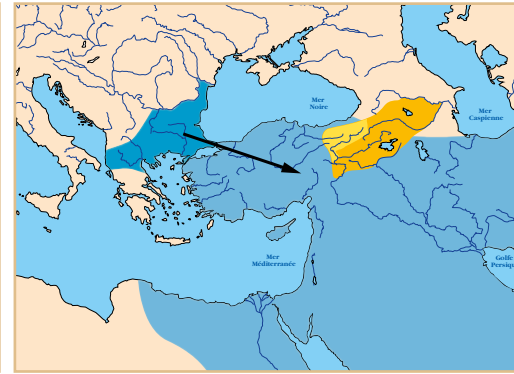 Mer
Noire
Mer
Caspienne
Mer
Méditerranée
Golfe
Persique